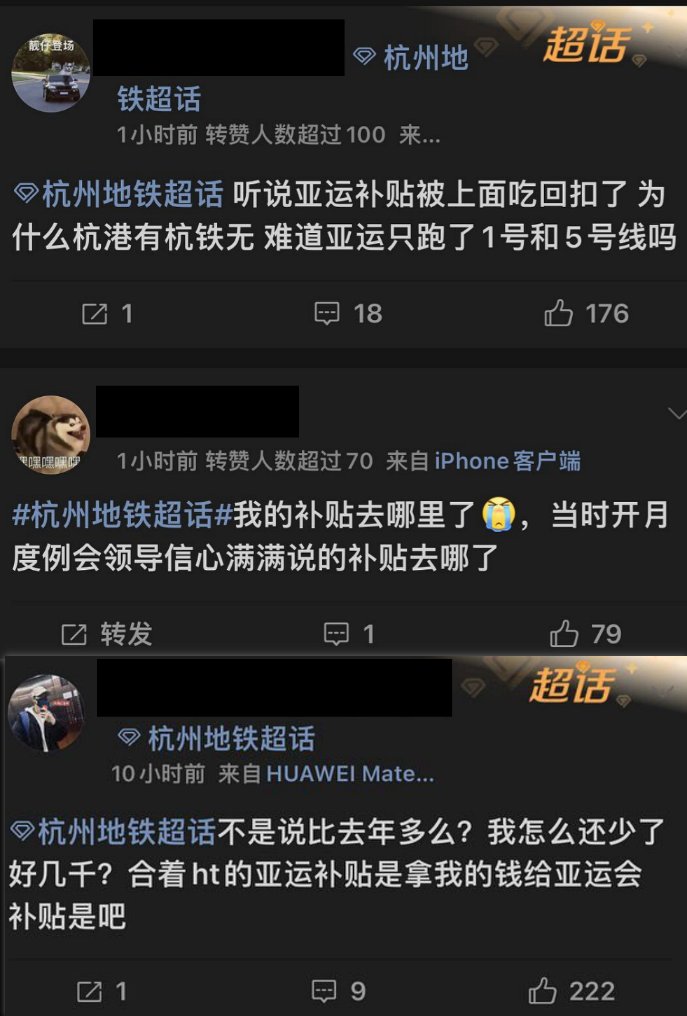 靓仔登场
超话
杭州地
铁超话
1小时前 转赞人数超过100 来...
杭州地铁超话 听说亚运补贴被上面吃回扣了 为
什么杭港有杭铁无 难道亚运只跑了1号和5号线吗
1 18 176
1小时前 转赞人数超过70 来自 iPhone客户端
#杭州地铁超话#我的补贴去哪里了😭，当时开月
度例会领导信心满满说的补贴去哪了
转发 1 79
超话
杭州地铁超话
10小时前 来自 HUAWEI Mate...
杭州地铁超话不是说比去年多么？我怎么还少了
好几千？合着ht的亚运补贴是拿我的钱给亚运会
补贴是吧
1 9 222